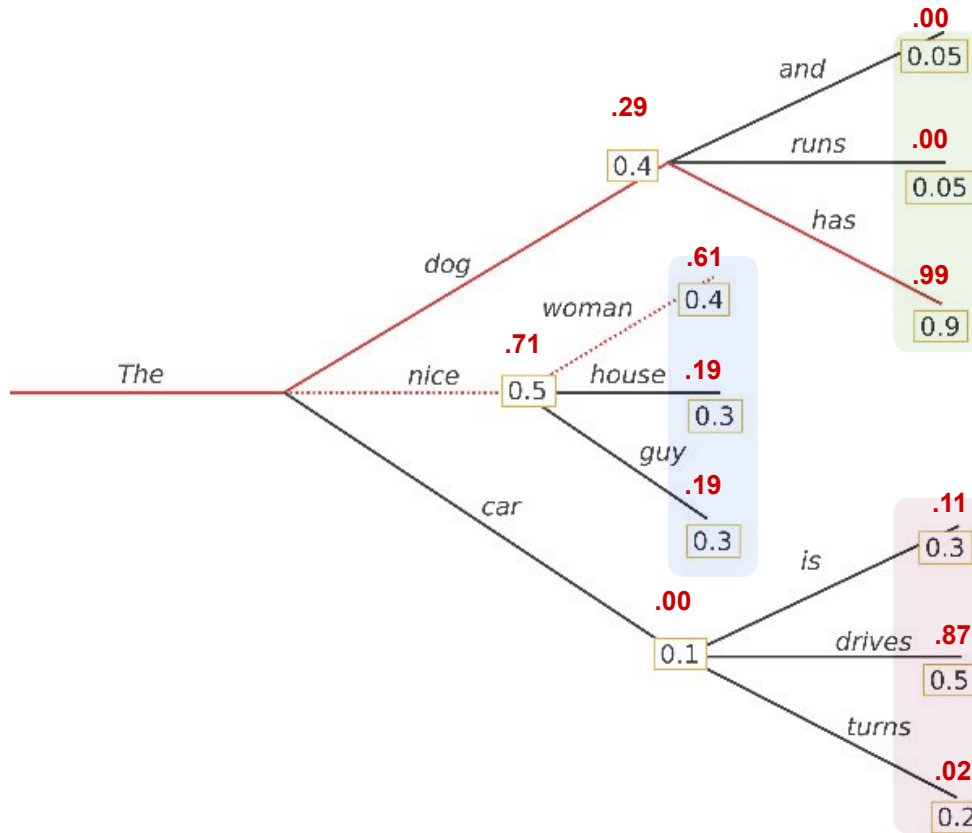 .00
0.05
and
.29
runs
.00
0.4
0.05
has
dog
.61
.99
woman
0.4
0.9
.71
The
nice
0.5
house
.19
0.3
guy
.19
car
.11
0.3
0.3
is
.00
drives
.87
0.1
0.5
turns
.02
0.2